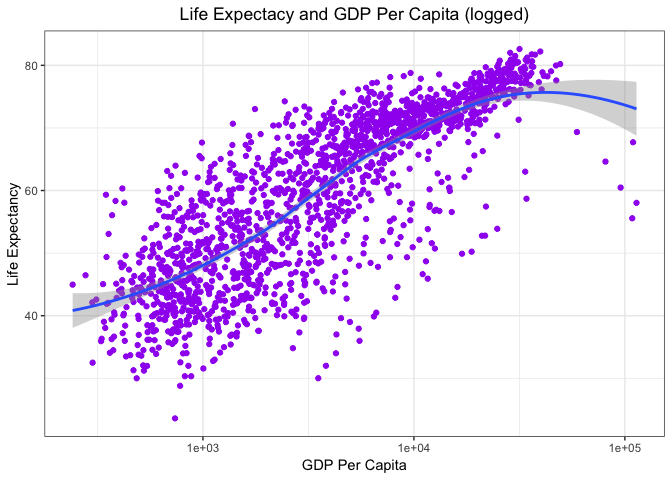 Life Expectacy and GDP Per Capita (logged)
80
60
40
Life Expectancy
1e+03 1e+04 1e+05
GDP Per Capita